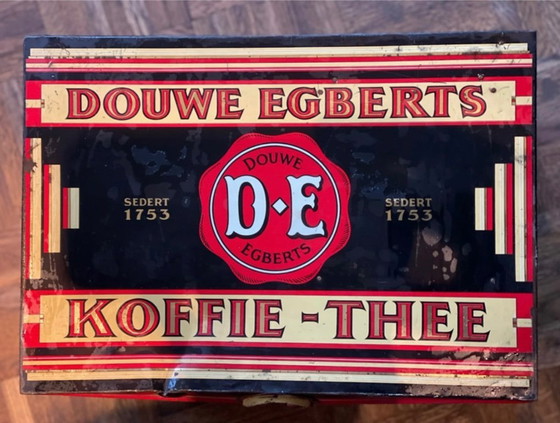 DOUWE EGBERTS
SEDERT
1753
DOUWE
D·E
EGBERTS
SEDERT
1753
KOFFIE - THEE